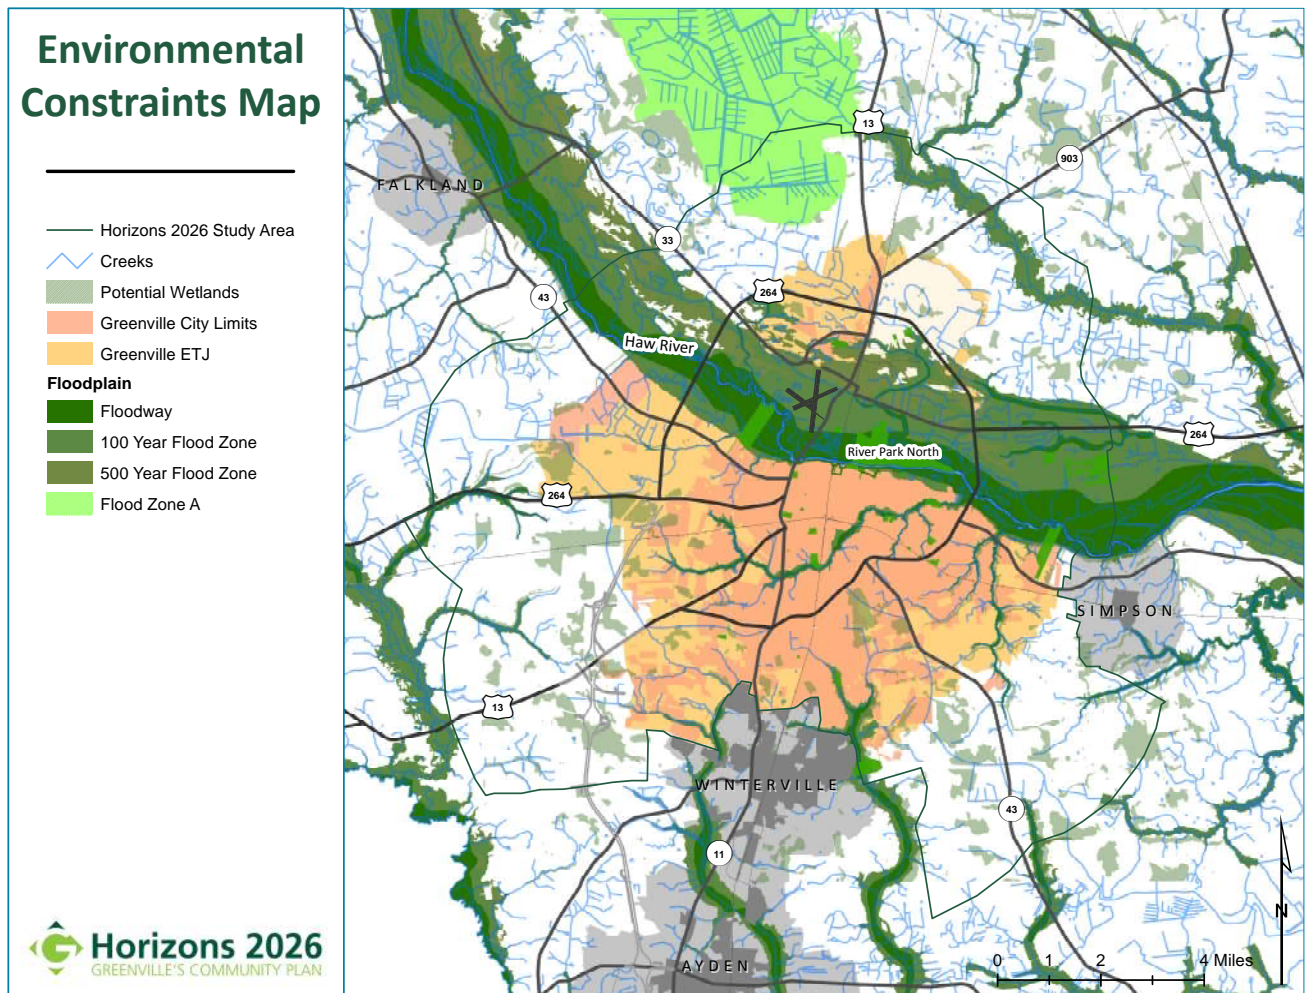 Environmental
Constraints Map
Horizons 2026 Study Area
Creeks
Potential Wetlands
Greenville City Limits
Greenville ETJ
Floodplain
Floodway
100 Year Flood Zone
500 Year Flood Zone
Flood Zone A
Horizons 2026
GREENVILLE'S COMMUNITY PLAN
13
903
FALKLAND
33
264
43
Haw River
264
River Park North
264
SIMPSON
13
WINTERVILLE
43
11
N
AYDEN
0 1 2 4 Miles